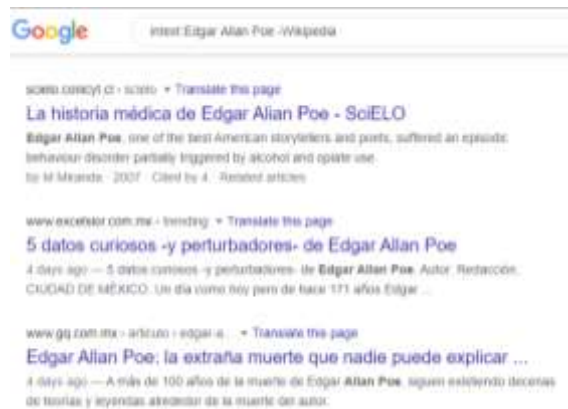 Google
intext:Edgar Allan Poe -Wikipedia
scielo.conicyt.cl › scielo ▾ Translate this page
La historia médica de Edgar Alian Poe - SciELO
Edgar Allan Poe, one of the best American storytellers and poets, suffered an episodic
behaviour disorder partially triggered by alcohol and opiate use.
by M Miranda · 2007 · Cited by 4 · Related articles
www.excelsior.com.mx › trending ▾ Translate this page
5 datos curiosos -y perturbadores- de Edgar Allan Poe
4 days ago — 5 datos curiosos -y perturbadores- de Edgar Allan Poe. Autor: Redacción.
CIUDAD DE MÉXICO. Un día como hoy pero de hace 171 años Edgar ...
www.gq.com.mx › articulo › edgar-a... ▾ Translate this page
Edgar Allan Poe: la extraña muerte que nadie puede explicar ...
4 days ago — A más de 100 años de la muerte de Edgar Allan Poe, siguen existiendo decenas
de teorías y leyendas alrededor de la muerte del autor.